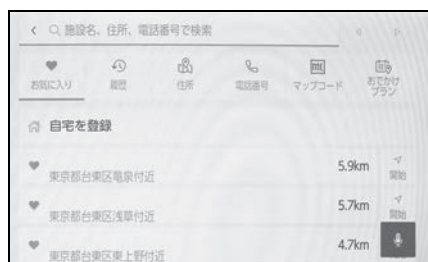 施設名、住所、電話番号で検索
お気に入り
履歴
住所
電話番号
マップコード
おでかけ
プラン
自宅を登録
5.9km
東京都台東区竜泉付近
開始
5.7km
東京都台東区浅草付近
開始
4.7km
東京都台東区東上野付近